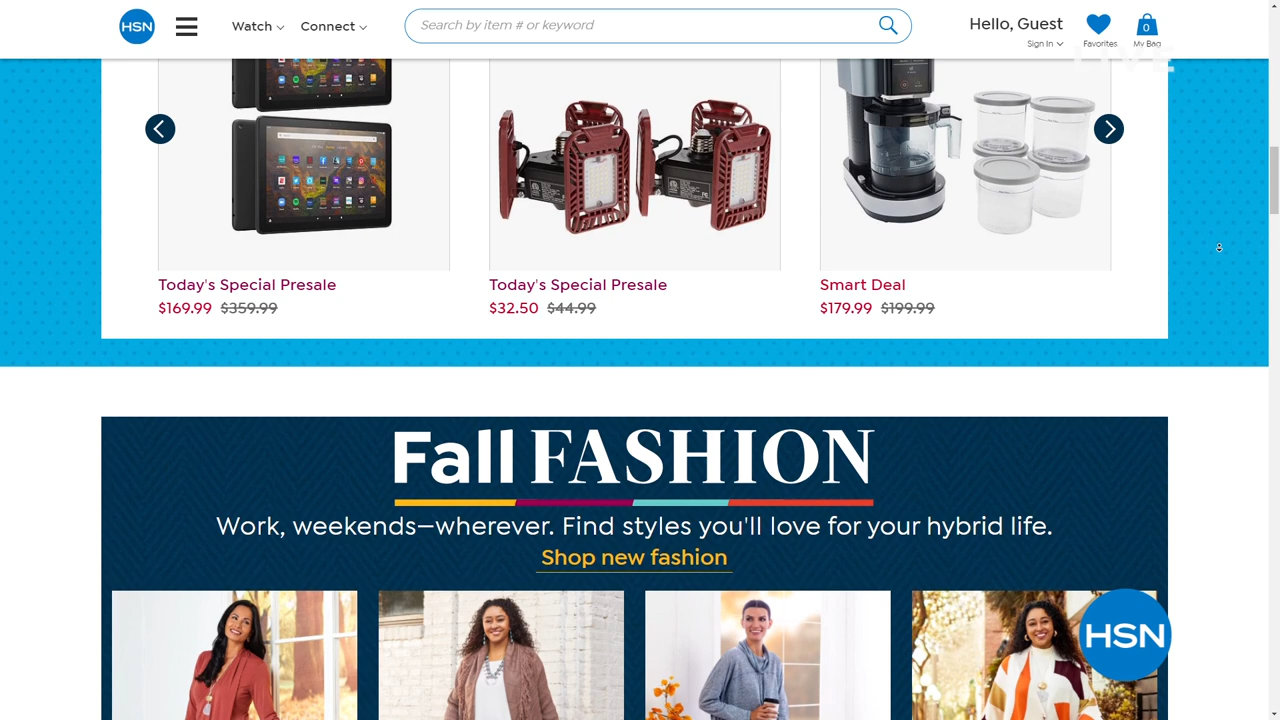 HSN
Watch
Connect
Search by item # or keyword
Hello, Guest
Sign In
Favorites
0
My Bag
LIVE
Today's Special Presale
$169.99 $359.99
Today's Special Presale
$32.50 $44.99
Smart Deal
$179.99 $199.99
Fall FASHION
Work, weekends—wherever. Find styles you'll love for your hybrid life.
Shop new fashion
HSN